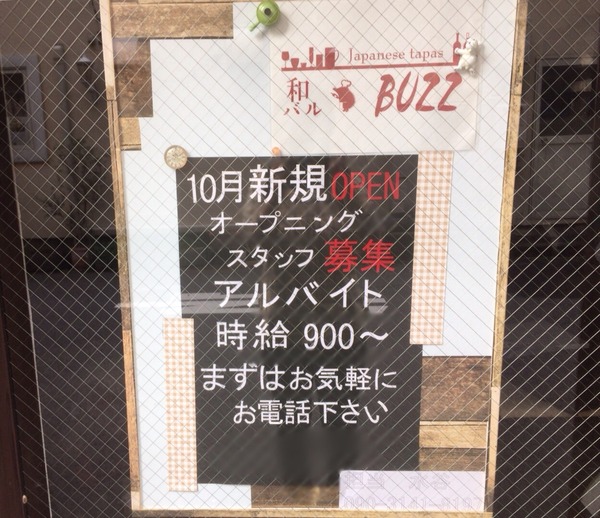 Japanese tapas
和
バル
BUZZ
10月新規OPEN
オープニング
スタッフ 募集
アルバイト
時給 900〜
まずはお気軽に
お電話下さい